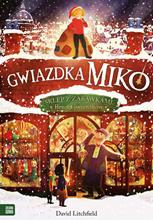 GWIAZDKA MIKO
SKLEP Z ZABAWKAMI
David Litchfield